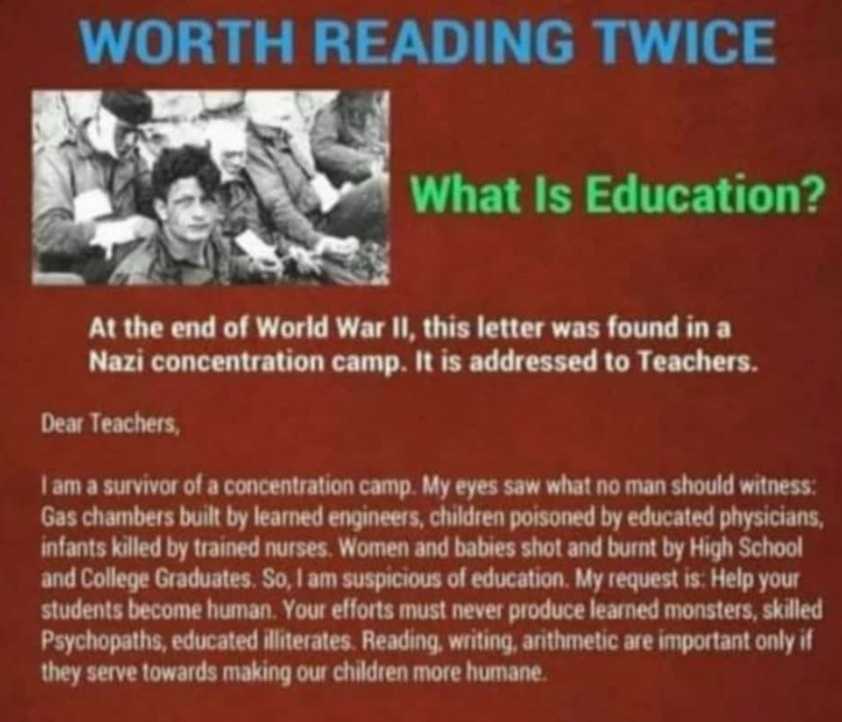 WORTH READING TWICE
What Is Education?
At the end of World War II, this letter was found in a
Nazi concentration camp. It is addressed to Teachers.
Dear Teachers,
I am a survivor of a concentration camp. My eyes saw what no man should witness:
Gas chambers built by learned engineers, children poisoned by educated physicians,
infants killed by trained nurses. Women and babies shot and burnt by High School
and College Graduates. So, I am suspicious of education. My request is: Help your
students become human. Your efforts must never produce learned monsters, skilled
Psychopaths, educated illiterates. Reading, writing, arithmetic are important only if
they serve towards making our children more humane.